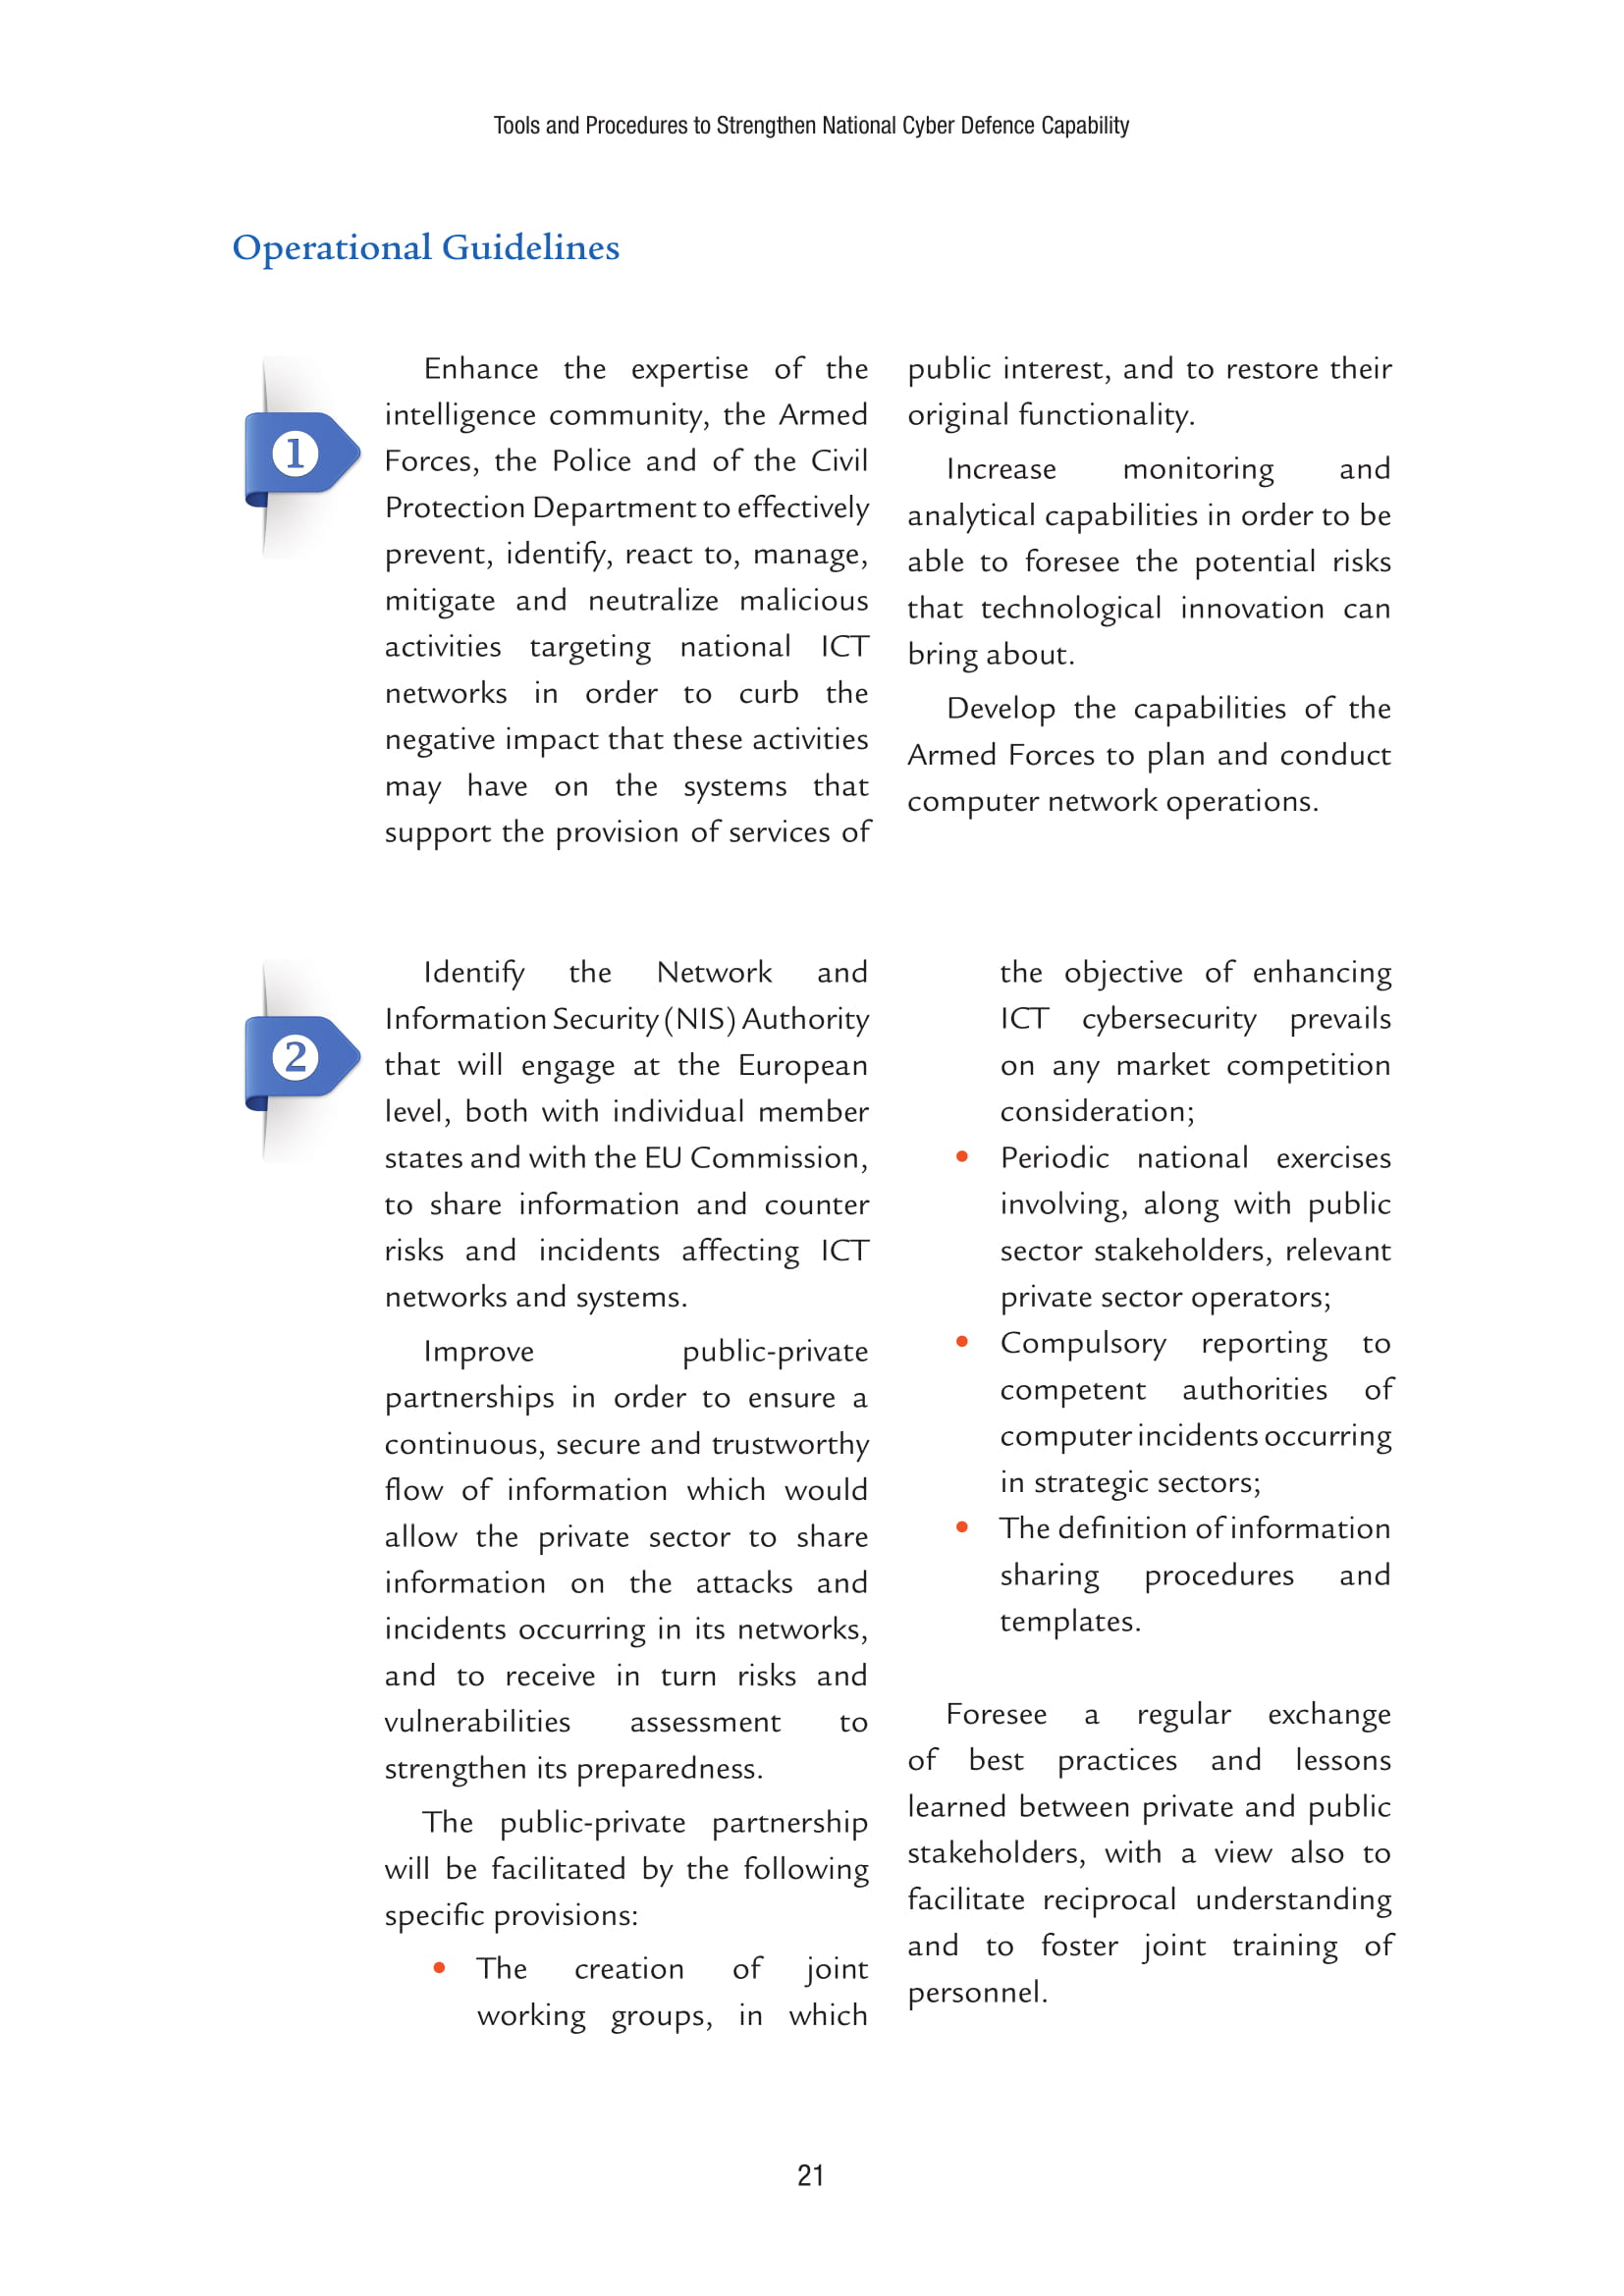 Tools and Procedures to Strengthen National Cyber Defence Capability
Operational Guidelines
1
Enhance the expertise of the
intelligence community, the Armed
Forces, the Police and of the Civil
Protection Department to effectively
prevent, identify, react to, manage,
mitigate and neutralize malicious
activities targeting national ICT
networks in order to curb the
negative impact that these activities
may have on the systems that
support the provision of services of
public interest, and to restore their
original functionality.
Increase monitoring and
analytical capabilities in order to be
able to foresee the potential risks
that technological innovation can
bring about.
Develop the capabilities of the
Armed Forces to plan and conduct
computer network operations.
2
Identify the Network and
Information Security (NIS) Authority
that will engage at the European
level, both with individual member
states and with the EU Commission,
to share information and counter
risks and incidents affecting ICT
networks and systems.
Improve public-private
partnerships in order to ensure a
continuous, secure and trustworthy
flow of information which would
allow the private sector to share
information on the attacks and
incidents occurring in its networks,
and to receive in turn risks and
vulnerabilities assessment to
strengthen its preparedness.
The public-private partnership
will be facilitated by the following
specific provisions:
• The creation of joint
working groups, in which
the objective of enhancing
ICT cybersecurity prevails
on any market competition
consideration;
• Periodic national exercises
involving, along with public
sector stakeholders, relevant
private sector operators;
• Compulsory reporting to
competent authorities of
computer incidents occurring
in strategic sectors;
• The definition of information
sharing procedures and
templates.
Foresee a regular exchange
of best practices and lessons
learned between private and public
stakeholders, with a view also to
facilitate reciprocal understanding
and to foster joint training of
personnel.
21